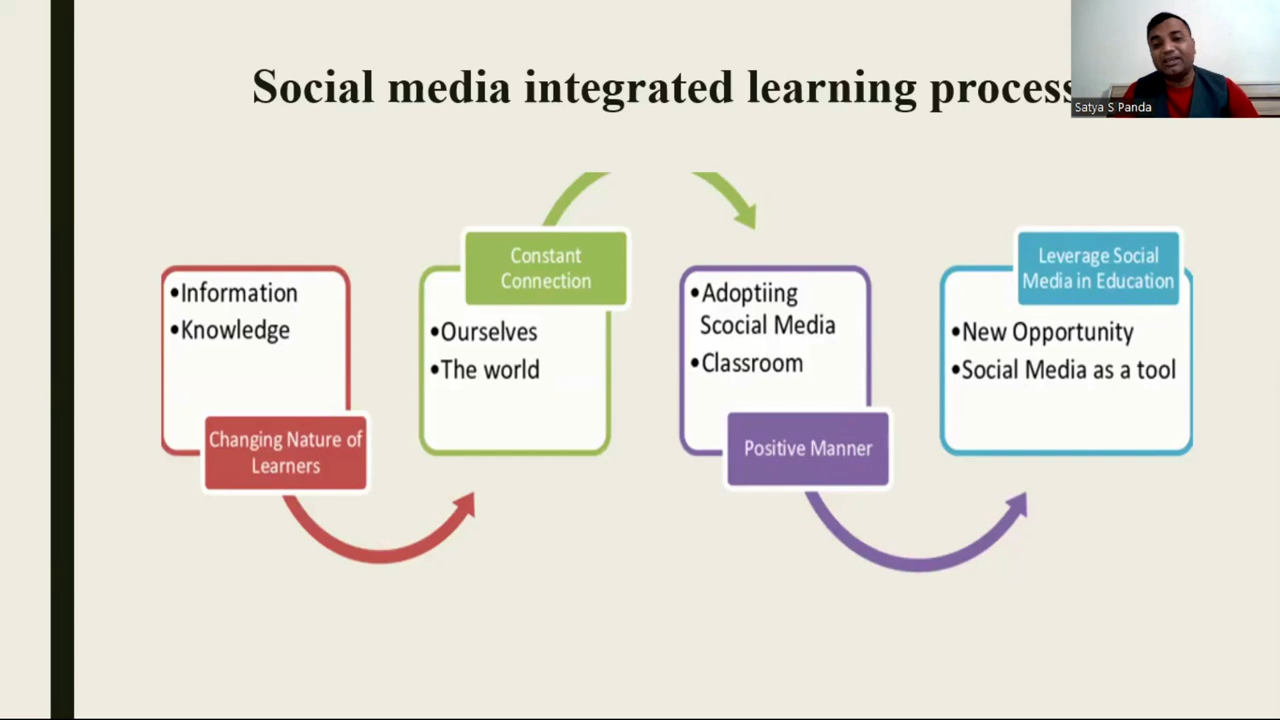 Social media integrated learning process
Satya S Panda
•Information
•Knowledge
Changing Nature of
Learners
Constant
Connection
•Ourselves
•The world
•Adoptiing
Scocial Media
•Classroom
Positive Manner
Leverage Social
Media in Education
•New Opportunity
•Social Media as a tool